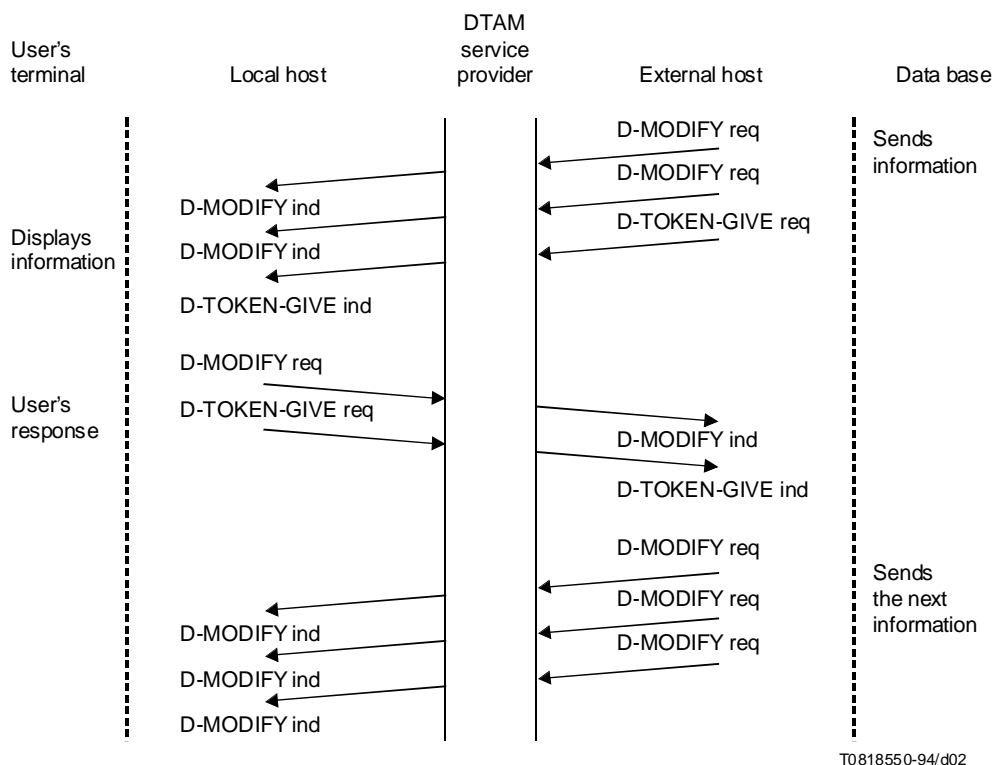 DTAM
service
provider
User's
terminal
Local host
External host
Data base
D-MODIFY req
Sends
information
D-MODIFY req
D-MODIFY ind
D-TOKEN-GIVE req
Displays
information
D-MODIFY ind
D-TOKEN-GIVE ind
D-MODIFY req
User's
response
D-TOKEN-GIVE req
D-MODIFY ind
D-TOKEN-GIVE ind
D-MODIFY req
Sends
the next
information
D-MODIFY req
D-MODIFY ind
D-MODIFY req
D-MODIFY ind
D-MODIFY ind
T0818550-94/d02